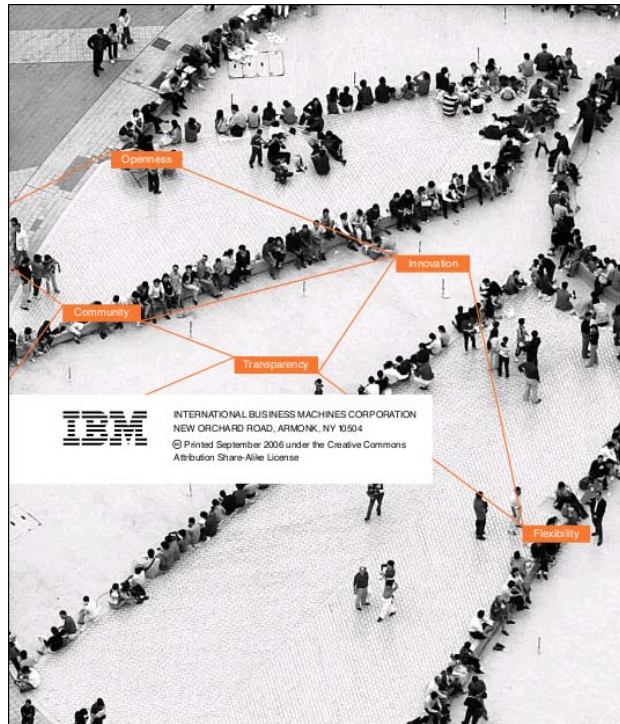 Openness
Innovation
Community
Transparency
IBM
INTERNATIONAL BUSINESS MACHINES CORPORATION
NEW ORCHARD ROAD, ARMONK, NY 10504
cc Printed September 2006 under the Creative Commons
Attribution Share-Alike License
Flexibility